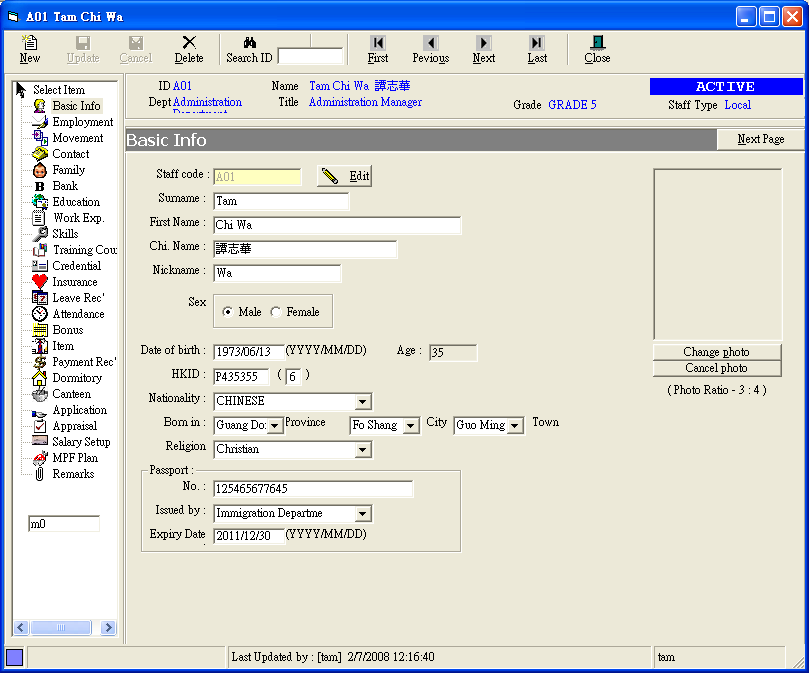 A01 Tam Chi Wa
New Update Cancel Delete Search ID First Pevious Next Last Close
ID A01 Name Tam Chi Wa 譚志華 ACTIVE
Dept Administration Title Administration Manager Grade GRADE 5 Staff Type Local
Department
Select Item
Basic Info
Employment
Movement
Contact
Family
Bank
Education
Work Exp.
Skills
Training Cou
Credential
Insurance
Leave Rec'
Attendance
Bonus
Item
Payment Rec'
Dormitory
Canteen
Application
Appraisal
Salary Setup
MPF Plan
Remarks
m0
Basic Info Next Page
Staff code : A01 Edit
Surname : Tam
First Name : Chi Wa
Chi. Name : 譚志華
Nickname : Wa
Sex Male Female
Date of birth : 1973/06/13 (YYYY/MM/DD) Age : 35
HKID : P435355 ( 6 )
Nationality : CHINESE
Born in : Guang Do: Province Fo Shang City Guo Ming Town
Religion Christian
Passport :
No. : 125465677645
Issued by : Immigration Departme
Expiry Date : 2011/12/30 (YYYY/MM/DD)
Change photo
Cancel photo
( Photo Ratio - 3 : 4 )
Last Updated by : [tam] 2/7/2008 12:16:40 tam